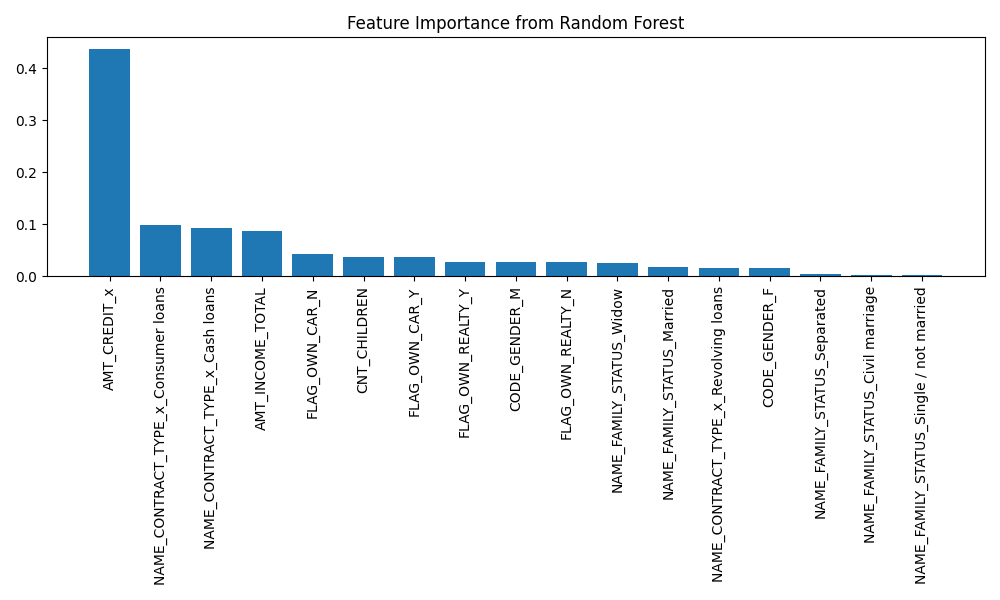 Feature Importance from Random Forest
0.4
0.3
0.2
0.1
0.0
AMT_CREDIT_x
NAME_CONTRACT_TYPE_x_Consumer loans
NAME_CONTRACT_TYPE_x_Cash loans
AMT_INCOME_TOTAL
FLAG_OWN_CAR_N
CNT_CHILDREN
FLAG_OWN_CAR_Y
FLAG_OWN_REALTY_Y
CODE_GENDER_M
FLAG_OWN_REALTY_N
NAME_FAMILY_STATUS_Widow
NAME_FAMILY_STATUS_Married
NAME_CONTRACT_TYPE_x_Revolving loans
CODE_GENDER_F
NAME_FAMILY_STATUS_Separated
NAME_FAMILY_STATUS_Civil marriage
NAME_FAMILY_STATUS_Single / not married